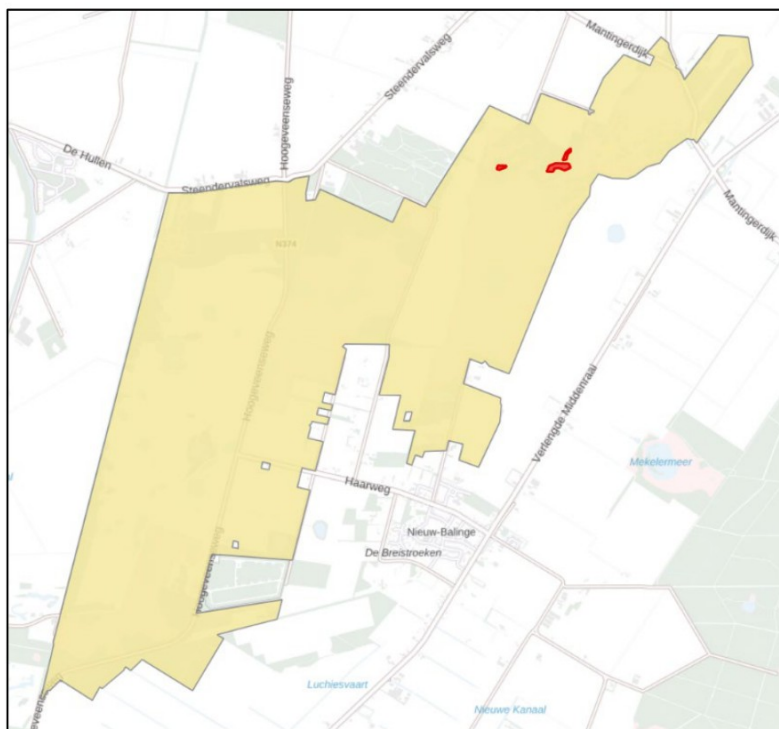 Mantingerdijk
Steendervalsweg
Hoogeveenseweg
De Hullen
Steendervalsweg
Mantingerdijk
N374
Hoogeveenseweg
Verlengde Middenraai
Mekelermeer
Haarweg
Nieuw-Balinge
De Breistroeken
Hoogeveenseweg
Luchiesvaart
Nieuwe Kanaal